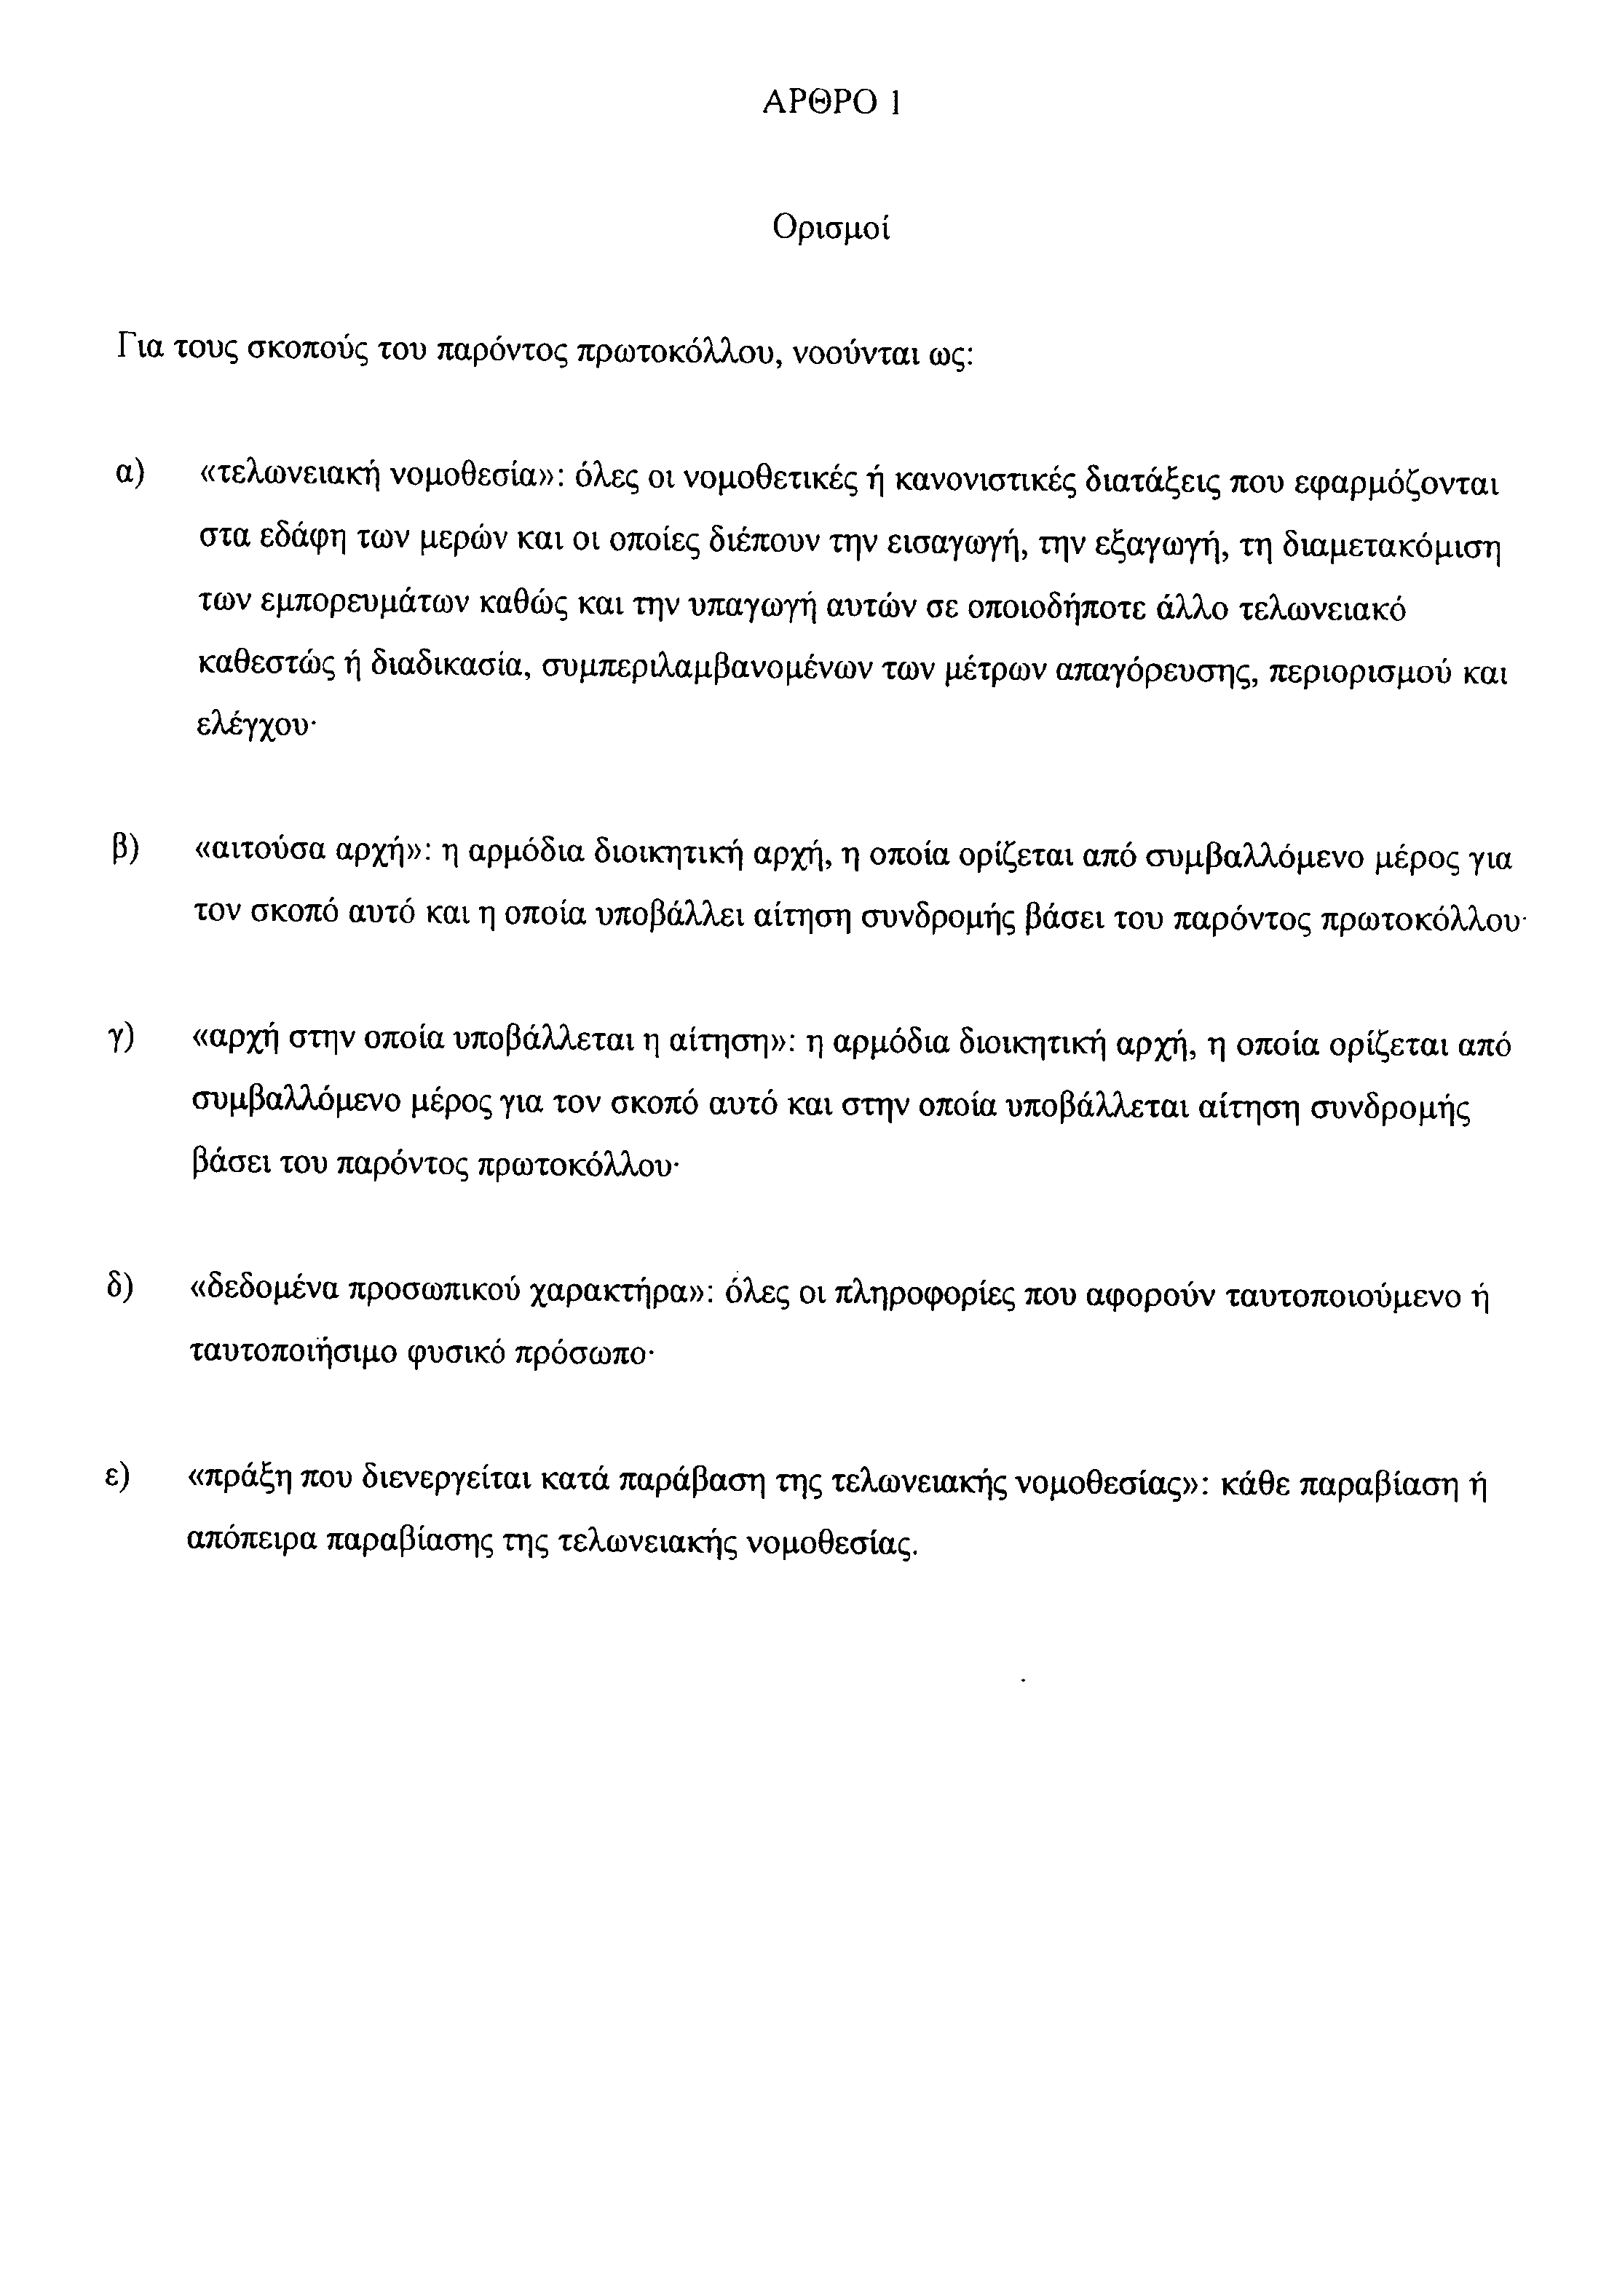 ΑΡΘΡΟ 1
Ορισμοί
Για τους σκοπούς του παρόντος πρωτοκόλλου, νοούνται ως:
α) «τελωνειακή νομοθεσία»: όλες οι νομοθετικές ή κανονιστικές διατάξεις που εφαρμόζονται
στα εδάφη των μερών και οι οποίες διέπουν την εισαγωγή, την εξαγωγή, τη διαμετακόμιση
των εμπορευμάτων καθώς και την υπαγωγή αυτών σε οποιοδήποτε άλλο τελωνειακό
καθεστώς ή διαδικασία, συμπεριλαμβανομένων των μέτρων απαγόρευσης, περιορισμού και
ελέγχου·
β) «αιτούσα αρχή»: η αρμόδια διοικητική αρχή, η οποία ορίζεται από συμβαλλόμενο μέρος για
τον σκοπό αυτό και η οποία υποβάλλει αίτηση συνδρομής βάσει του παρόντος πρωτοκόλλου·
γ) «αρχή στην οποία υποβάλλεται η αίτηση»: η αρμόδια διοικητική αρχή, η οποία ορίζεται από
συμβαλλόμενο μέρος για τον σκοπό αυτό και στην οποία υποβάλλεται αίτηση συνδρομής
βάσει του παρόντος πρωτοκόλλου·
δ) «δεδομένα προσωπικού χαρακτήρα»: όλες οι πληροφορίες που αφορούν ταυτοποιούμενο ή
ταυτοποιήσιμο φυσικό πρόσωπο·
ε) «πράξη που διενεργείται κατά παράβαση της τελωνειακής νομοθεσίας»: κάθε παραβίαση ή
απόπειρα παραβίασης της τελωνειακής νομοθεσίας.